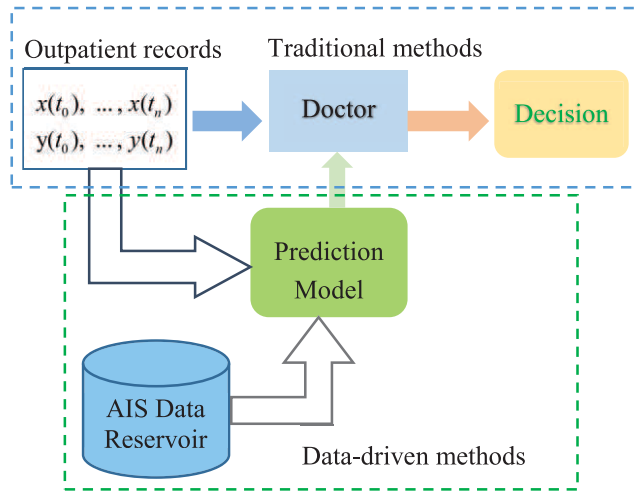 Outpatient records
Traditional methods
x(t₀), ..., x(tₙ)
y(t₀), ..., y(tₙ)
Doctor
Decision
Prediction
Model
AIS Data
Reservoir
Data-driven methods